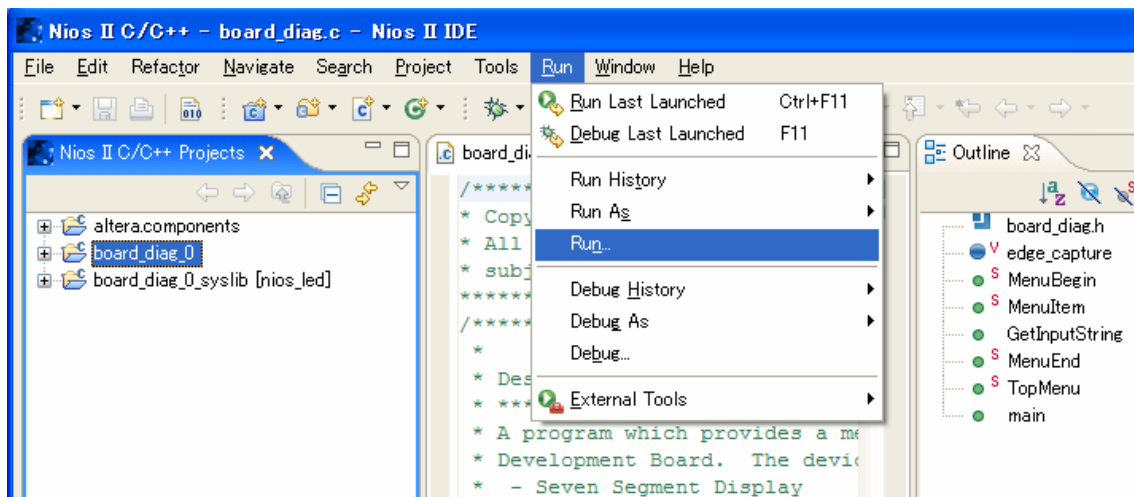 Nios II C/C++ - board_diag.c - Nios II IDE
File Edit Refactor Navigate Search Project Tools Run Window Help
Run Last Launched Ctrl+F11
Debug Last Launched F11
Run History
Run As
Run...
Debug History
Debug As
Debug...
External Tools
Nios II C/C++ Projects
altera.components
board_diag_0
board_diag_0_syslib [nios_led]
board_di
/*****
* Copy
* All
* subj
******
/*****
*
* Des
* ***
* A program which provides a me
* Development Board. The devic
* - Seven Segment Display
Outline
board_diag.h
edge_capture
MenuBegin
MenuItem
GetInputString
MenuEnd
TopMenu
main